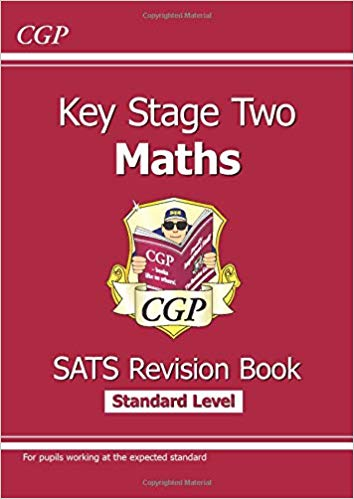 CGP
Key Stage Two
Maths
CGP
CGP
SATS Revision Book
Standard Level
For pupils working at the expected standard